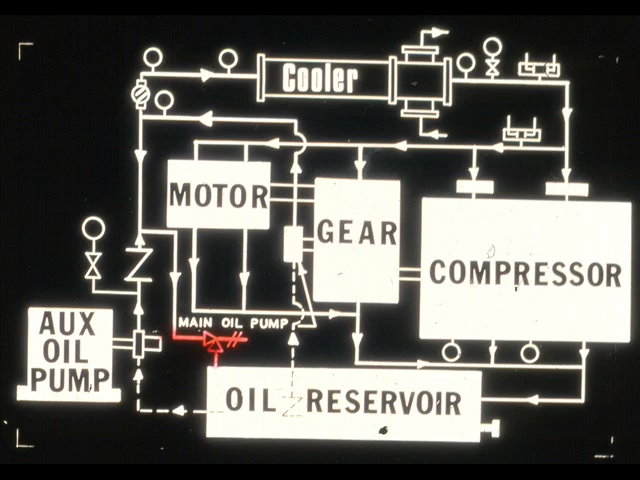 Cooler
MOTOR
GEAR
COMPRESSOR
AUX
OIL
PUMP
MAIN OIL PUMP
OIL RESERVOIR